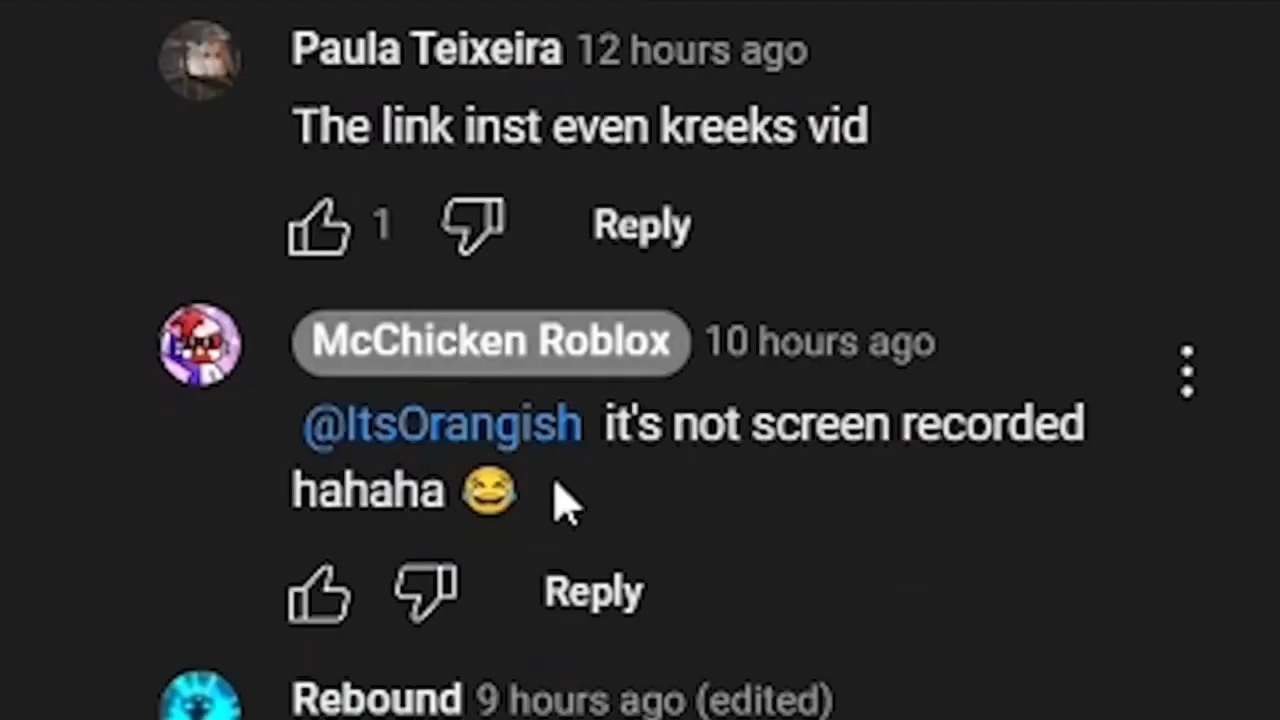 Paula Teixeira 12 hours ago
The link inst even kreeks vid
1 Reply
McChicken Roblox 10 hours ago
@ItsOrangish it's not screen recorded
hahaha 😂
Reply
Rebound 9 hours ago (edited)